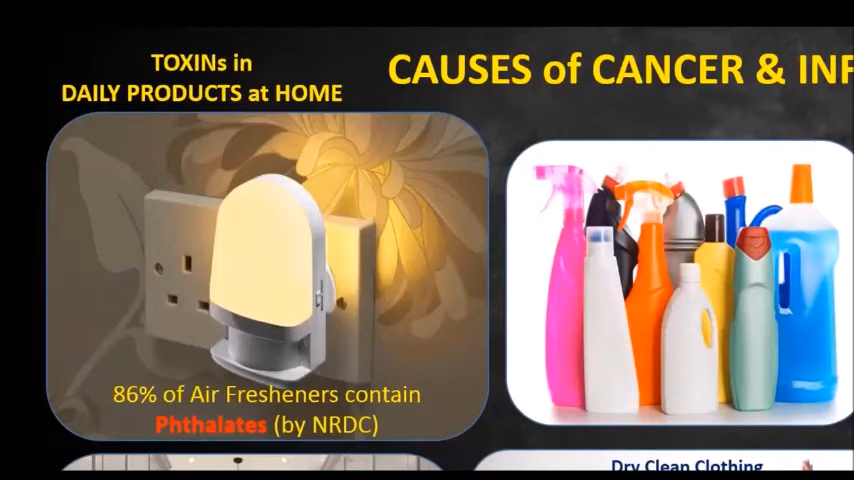 TOXINs in
DAILY PRODUCTS at HOME
CAUSES of CANCER & INF
86% of Air Fresheners contain
Phthalates (by NRDC)
Dry Clean Clothing